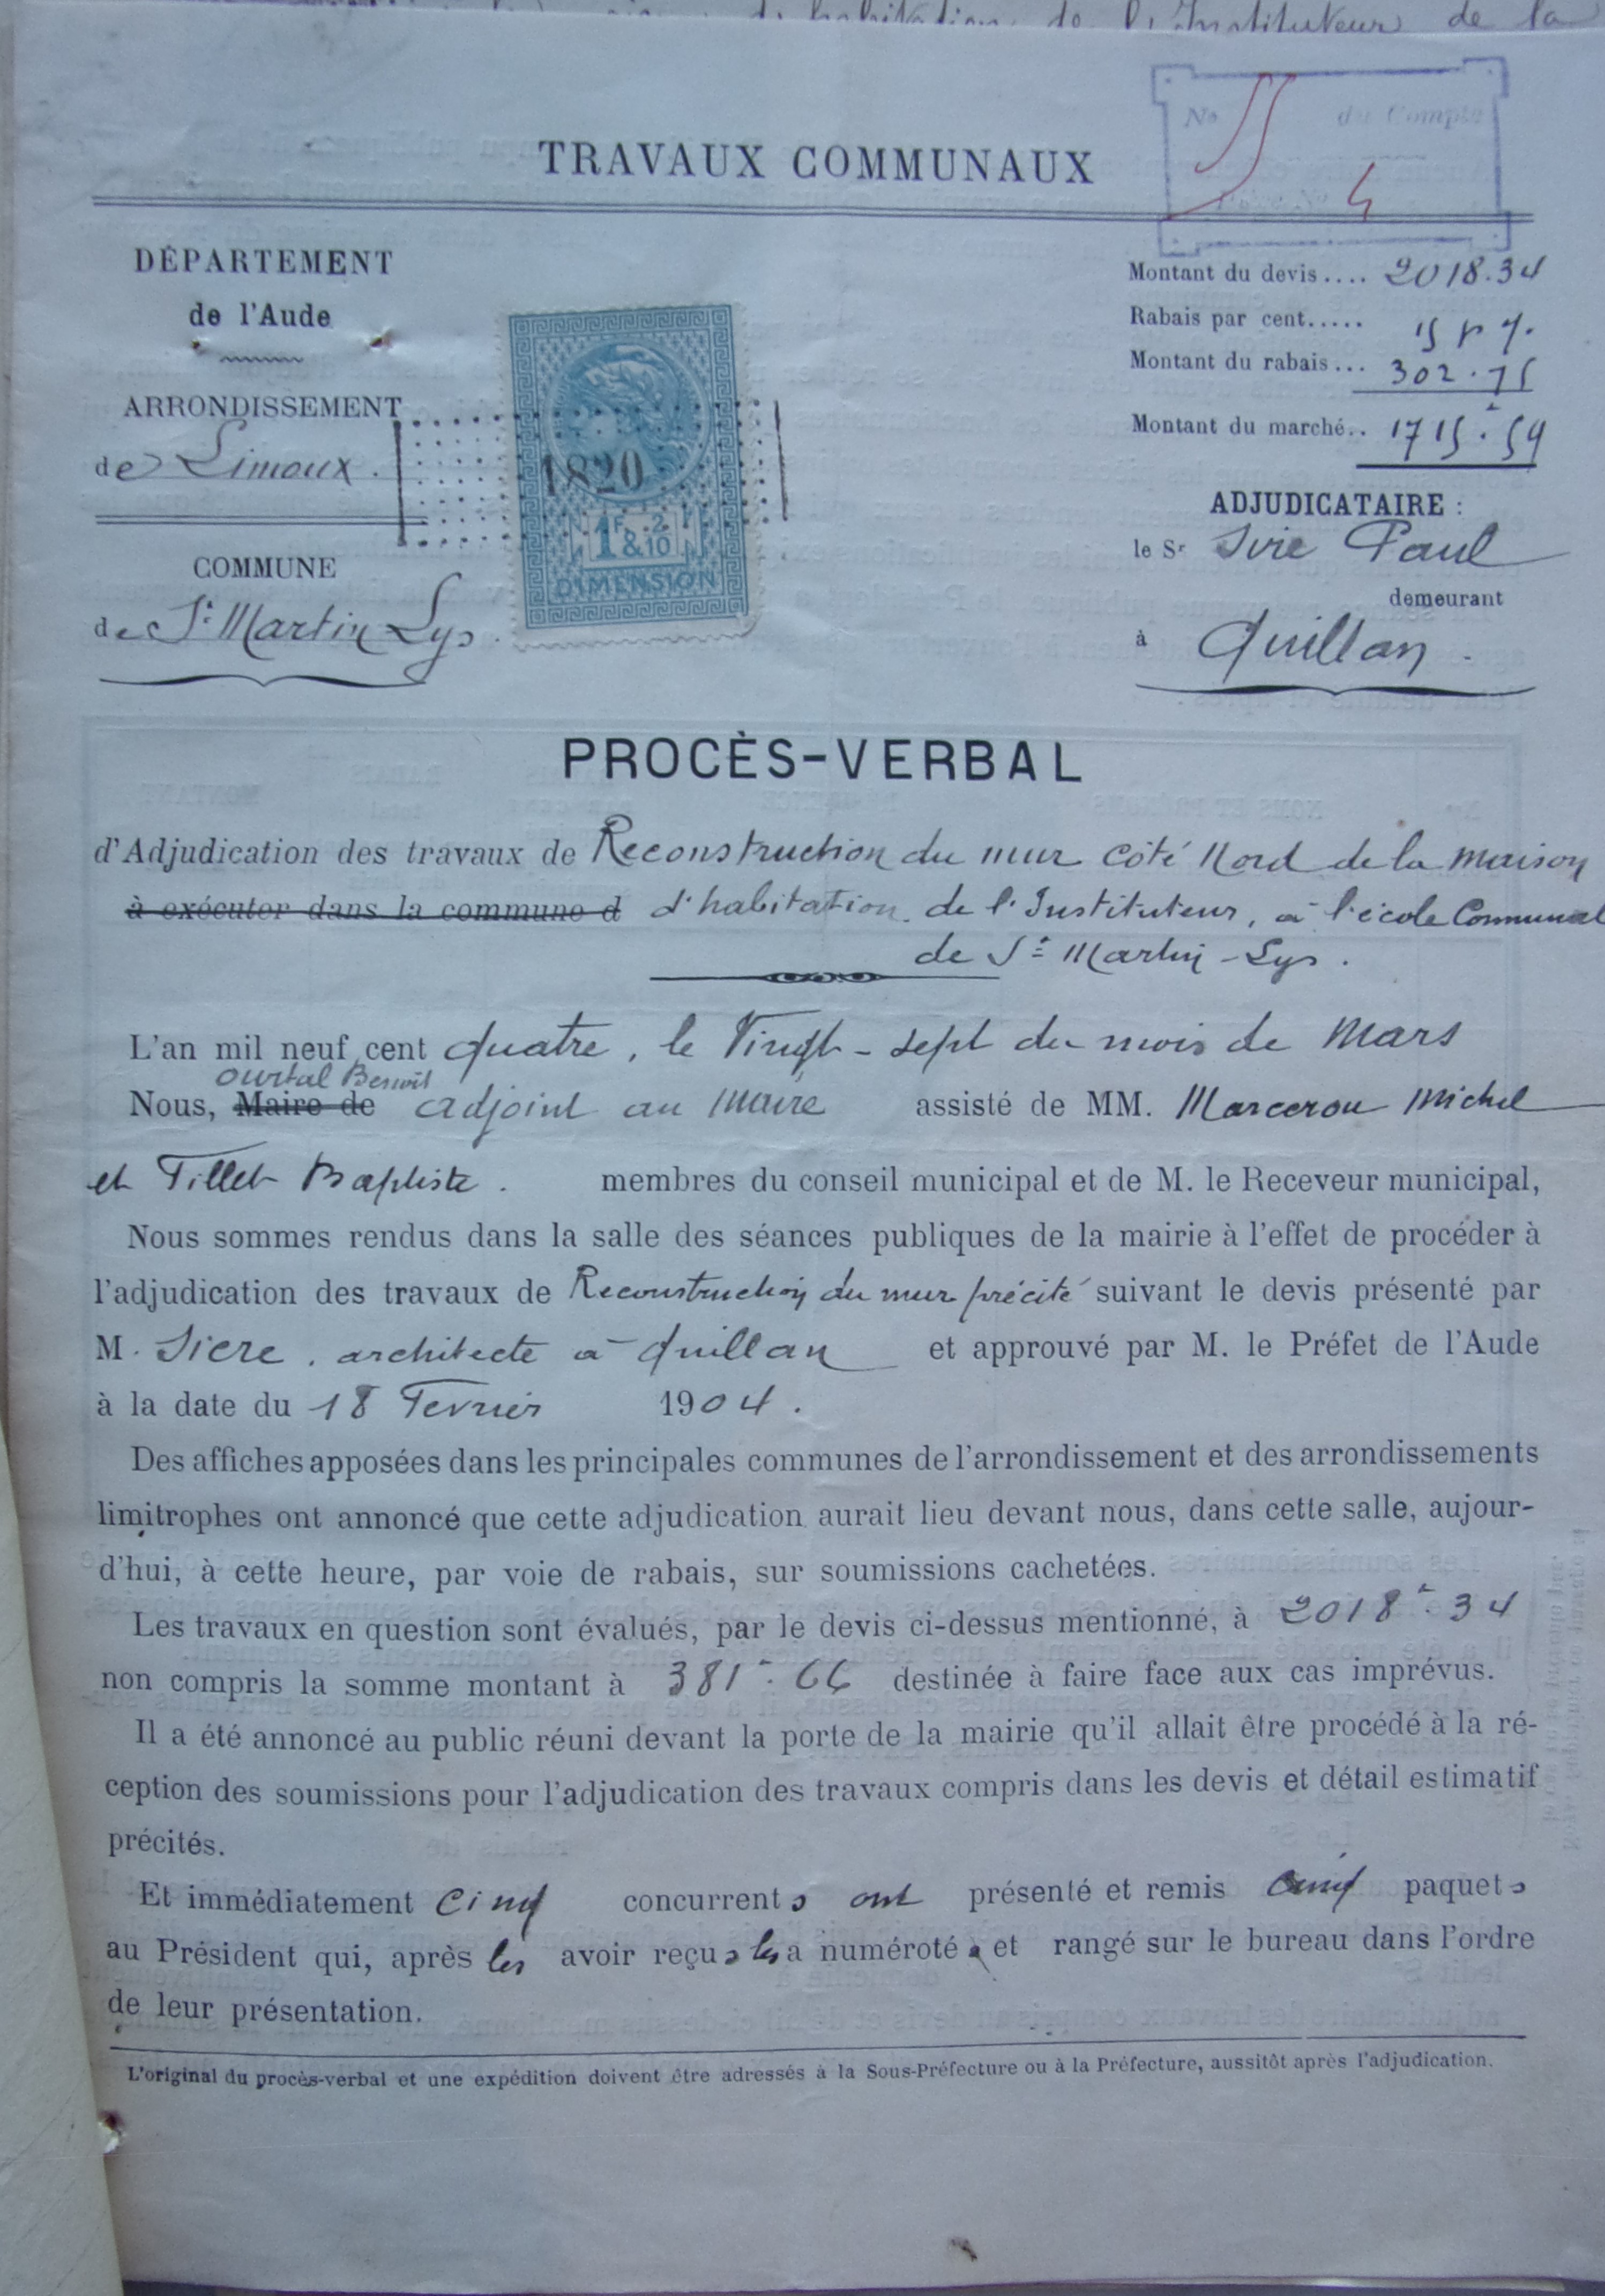 d'habitation de l'Instituteur de la
No du Compte
4
TRAVAUX COMMUNAUX
DÉPARTEMENT
de l'Aude
ARRONDISSEMENT
de Limoux.
COMMUNE
de St Martin Lys.
1820
1F &2/10
DIMENSION
Montant du devis.... 2018.34
Rabais par cent..... 15 p %
Montant du rabais... 302.75
Montant du marché.. 1715.59
ADJUDICATAIRE :
le Sr Sire Paul
demeurant
à Quillan.
PROCÈS-VERBAL
d'Adjudication des travaux de Reconstruction du mur côté Nord de la maison
à exécuter dans la commune d d'habitation de l'Instituteur, à l'école Communal
de St Martin-Lys.
L'an mil neuf cent quatre, le Vingt-sept du mois de Mars
Ourtal Benoît
Nous, Maire de adjoint au Maire assisté de MM. Marcerou Michel
et Tillet Baptiste. membres du conseil municipal et de M. le Receveur municipal,
Nous sommes rendus dans la salle des séances publiques de la mairie à l'effet de procéder à
l'adjudication des travaux de Reconstruction du mur précité suivant le devis présenté par
M. Sicre, architecte à Quillan et approuvé par M. le Préfet de l'Aude
à la date du 18 Fevrier 1904.
Des affiches apposées dans les principales communes de l'arrondissement et des arrondissements
limitrophes ont annoncé que cette adjudication aurait lieu devant nous, dans cette salle, aujour-
d'hui, à cette heure, par voie de rabais, sur soumissions cachetées.
Les travaux en question sont évalués, par le devis ci-dessus mentionné, à 2018f.34
non compris la somme montant à 381f.66 destinée à faire face aux cas imprévus.
Il a été annoncé au public réuni devant la porte de la mairie qu'il allait être procédé à la ré-
ception des soumissions pour l'adjudication des travaux compris dans les devis et détail estimatif
précités.
Et immédiatement cinq concurrents ont présenté et remis cinq paquets
au Président qui, après les avoir reçus les a numérotés et rangé sur le bureau dans l'ordre
de leur présentation.
L'original du procès-verbal et une expédition doivent être adressés à la Sous-Préfecture ou à la Préfecture, aussitôt après l'adjudication.